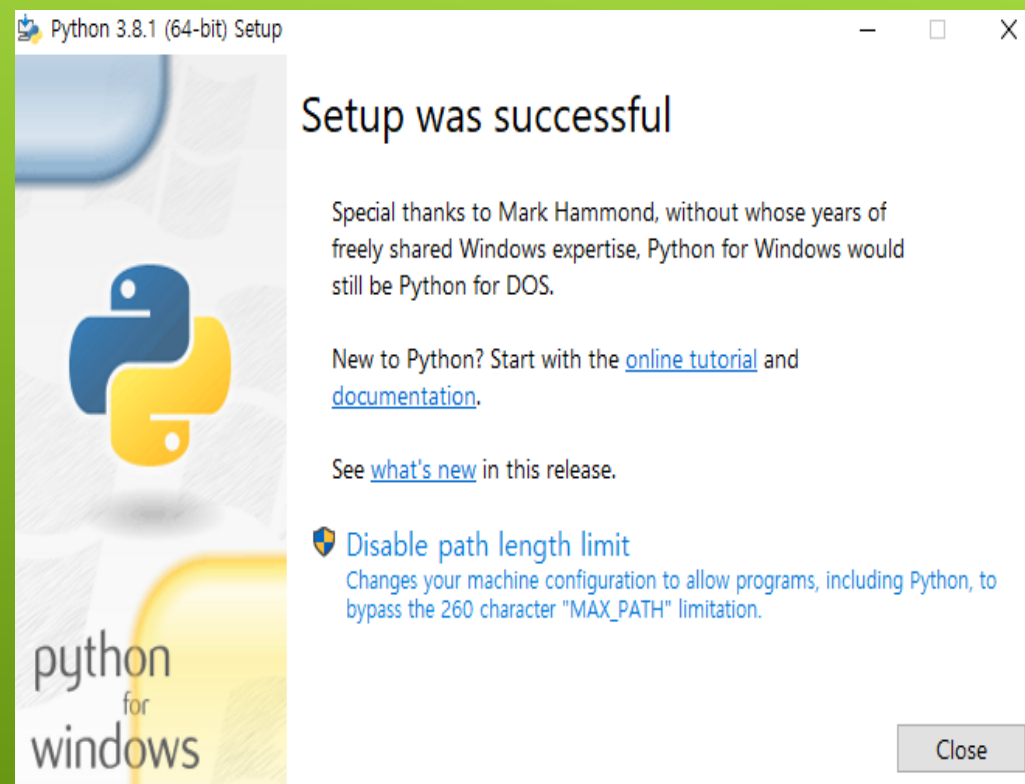 Python 3.8.1 (64-bit) Setup
Setup was successful
Special thanks to Mark Hammond, without whose years of
freely shared Windows expertise, Python for Windows would
still be Python for DOS.
New to Python? Start with the online tutorial and
documentation.
See what's new in this release.
Disable path length limit
Changes your machine configuration to allow programs, including Python, to
bypass the 260 character "MAX_PATH" limitation.
python
for
windows
Close